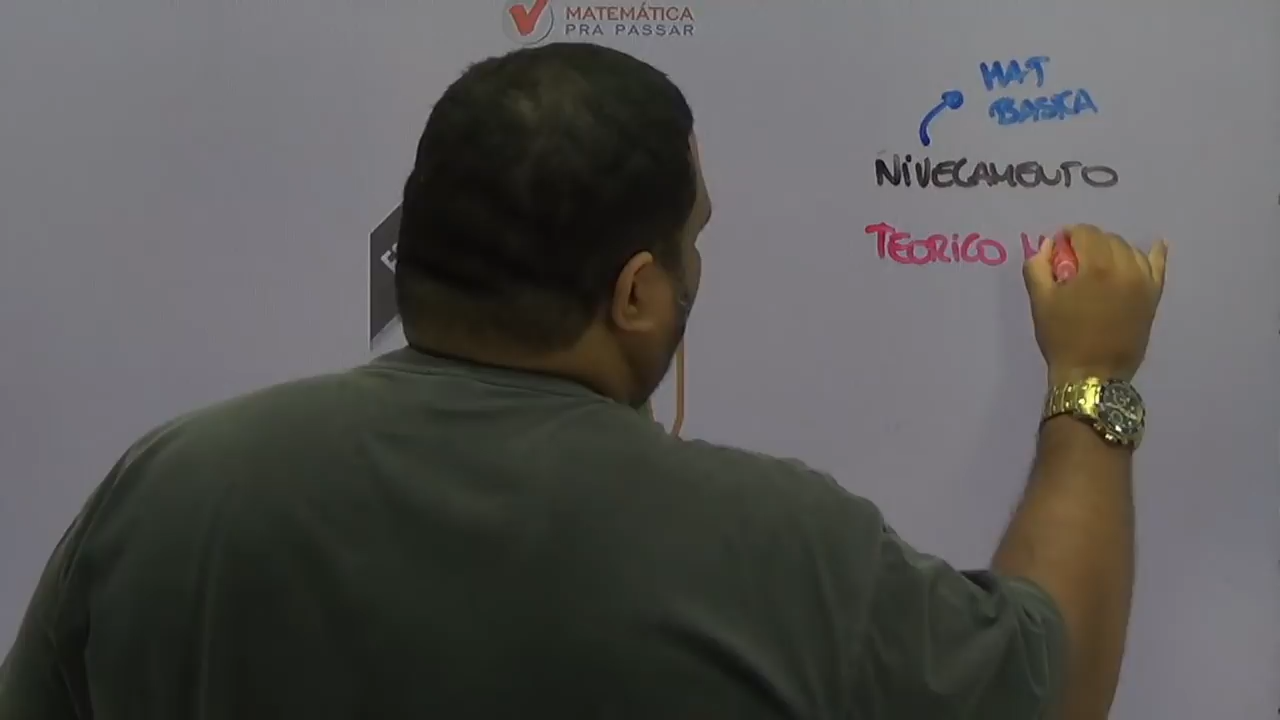 MATEMÁTICA
PRA PASSAR
MAT
BASICA
NIVELAMENTO
TEORICO